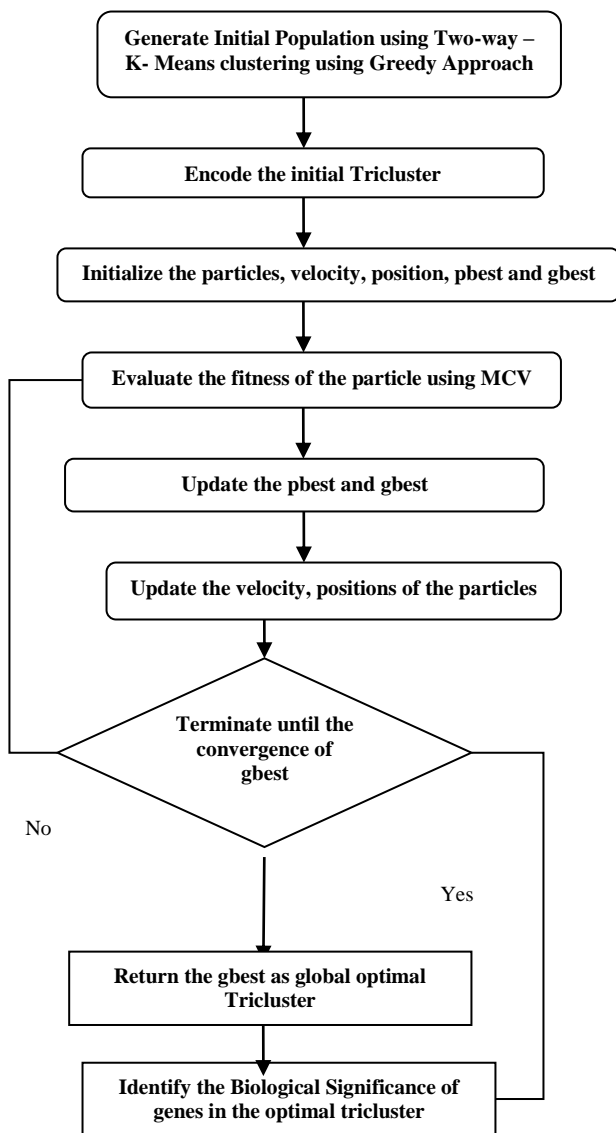 Generate Initial Population using Two-way –
K- Means clustering using Greedy Approach
Encode the initial Tricluster
Initialize the particles, velocity, position, pbest and gbest
Evaluate the fitness of the particle using MCV
Update the pbest and gbest
Update the velocity, positions of the particles
Terminate until the
convergence of
gbest
No
Yes
Return the gbest as global optimal
Tricluster
Identify the Biological Significance of
genes in the optimal tricluster